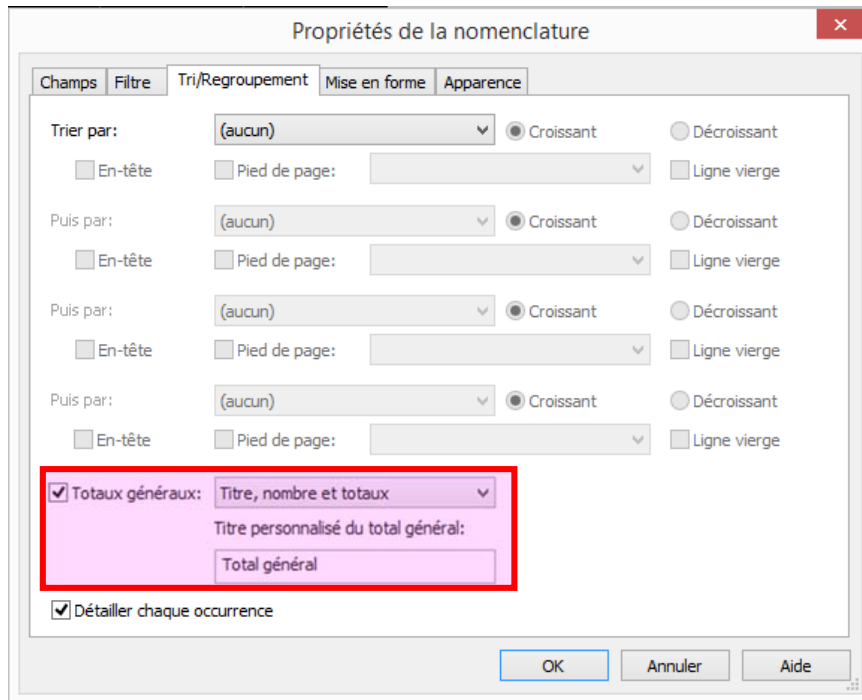 Propriétés de la nomenclature
Champs Filtre Tri/Regroupement Mise en forme Apparence
Trier par: (aucun) Croissant Décroissant
En-tête Pied de page: Ligne vierge
Puis par: (aucun) Croissant Décroissant
En-tête Pied de page: Ligne vierge
Puis par: (aucun) Croissant Décroissant
En-tête Pied de page: Ligne vierge
Puis par: (aucun) Croissant Décroissant
En-tête Pied de page: Ligne vierge
Totaux généraux: Titre, nombre et totaux
Titre personnalisé du total général:
Total général
Détailler chaque occurrence
OK Annuler Aide